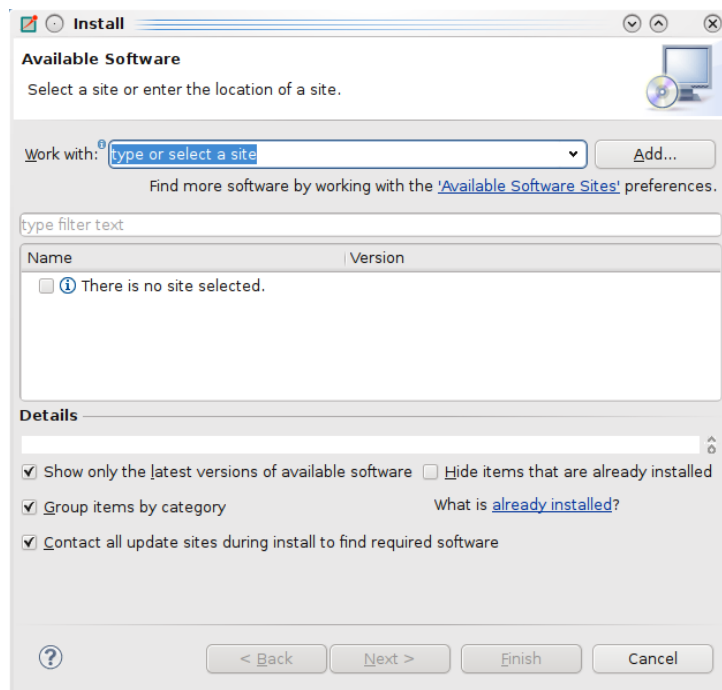 Install
Available Software
Select a site or enter the location of a site.
Work with: type or select a site Add...
Find more software by working with the 'Available Software Sites' preferences.
type filter text
Name Version
There is no site selected.
Details
Show only the latest versions of available software Hide items that are already installed
Group items by category What is already installed?
Contact all update sites during install to find required software
? < Back Next > Finish Cancel